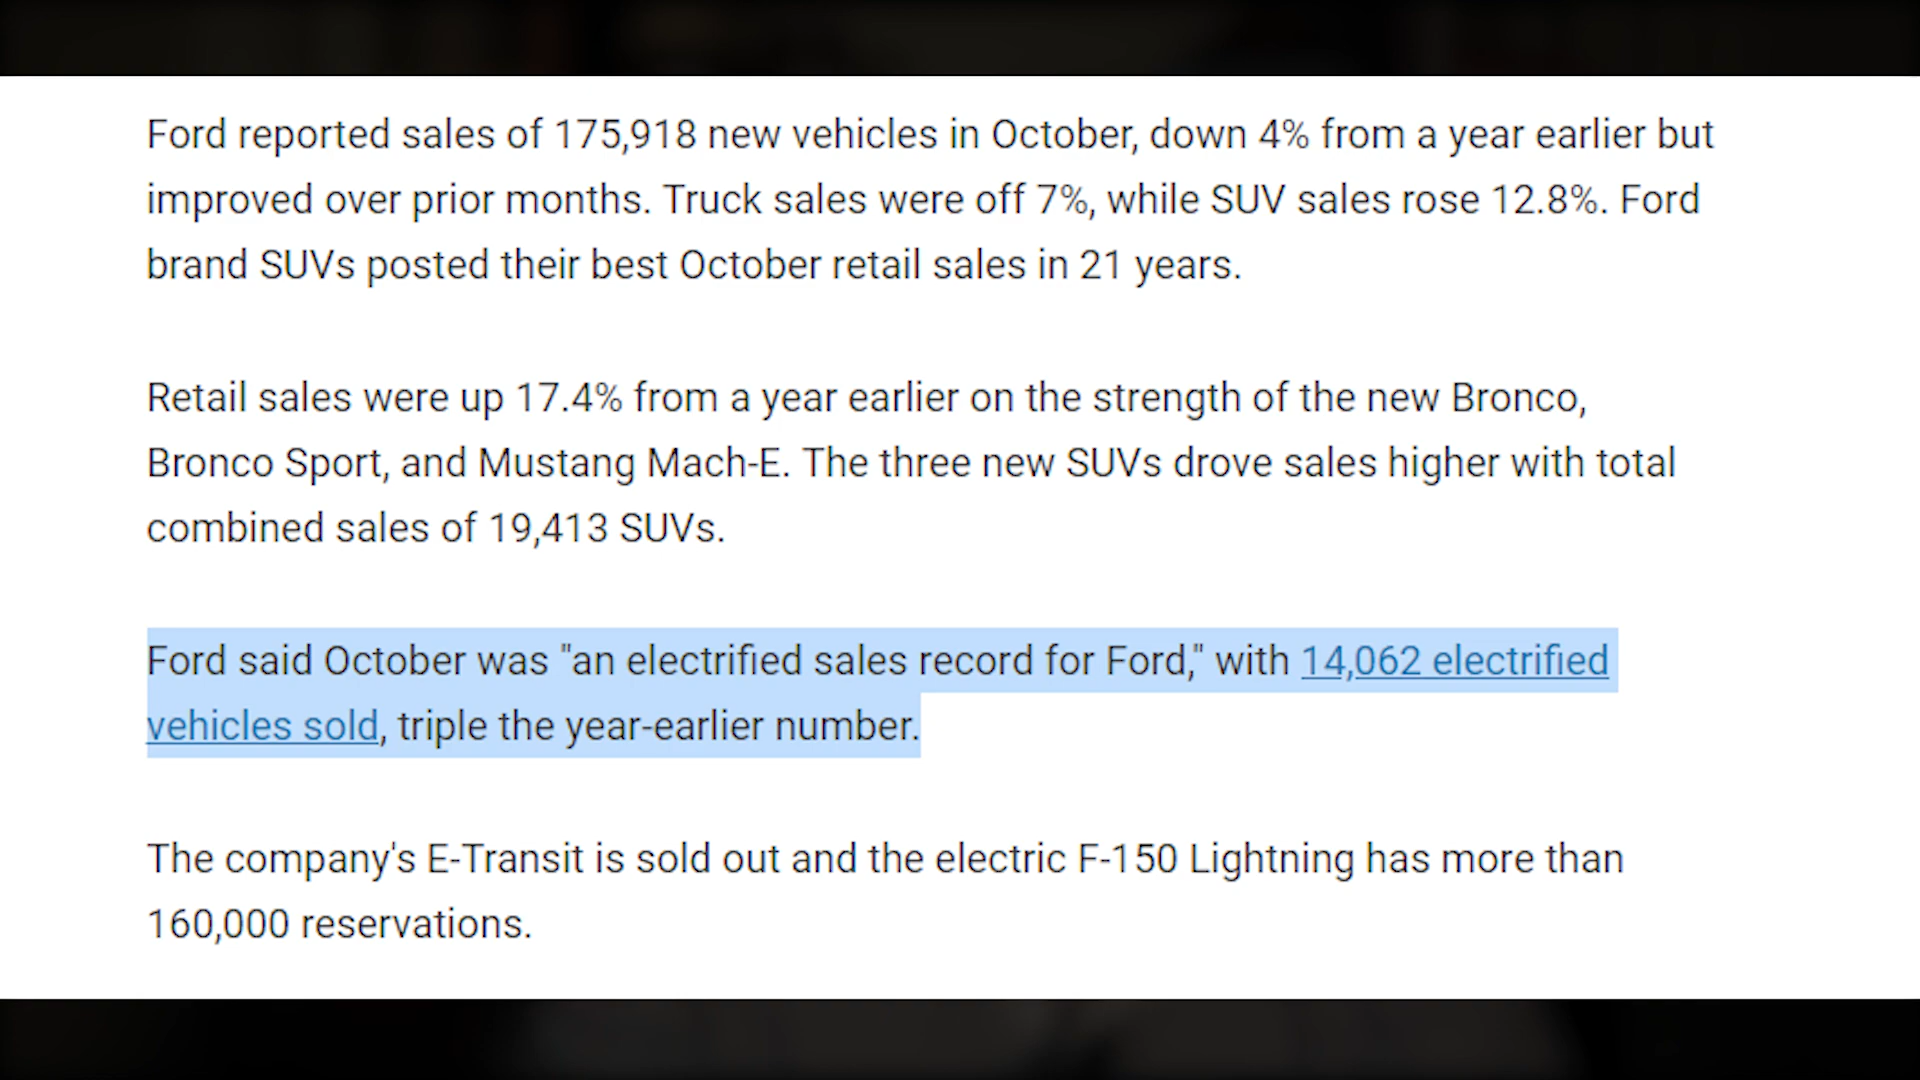 Ford reported sales of 175,918 new vehicles in October, down 4% from a year earlier but
improved over prior months. Truck sales were off 7%, while SUV sales rose 12.8%. Ford
brand SUVs posted their best October retail sales in 21 years.
Retail sales were up 17.4% from a year earlier on the strength of the new Bronco,
Bronco Sport, and Mustang Mach-E. The three new SUVs drove sales higher with total
combined sales of 19,413 SUVs.
Ford said October was "an electrified sales record for Ford," with 14,062 electrified
vehicles sold, triple the year-earlier number.
The company's E-Transit is sold out and the electric F-150 Lightning has more than
160,000 reservations.